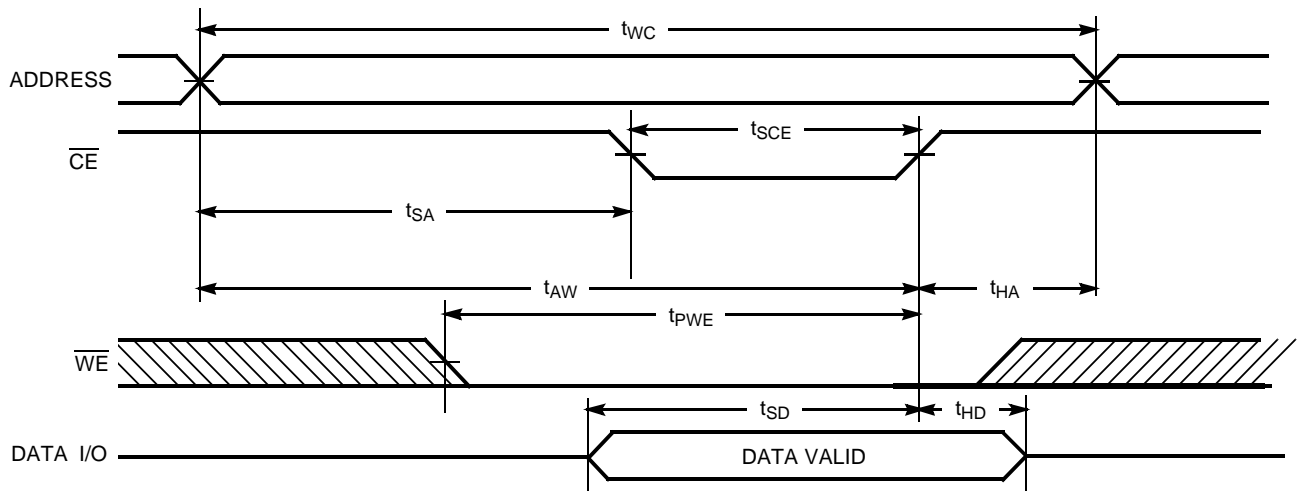 tWC
ADDRESS
tSCE
CE
tSA
tAW
tHA
tPWE
WE
tSD
tHD
DATA I/O
DATA VALID